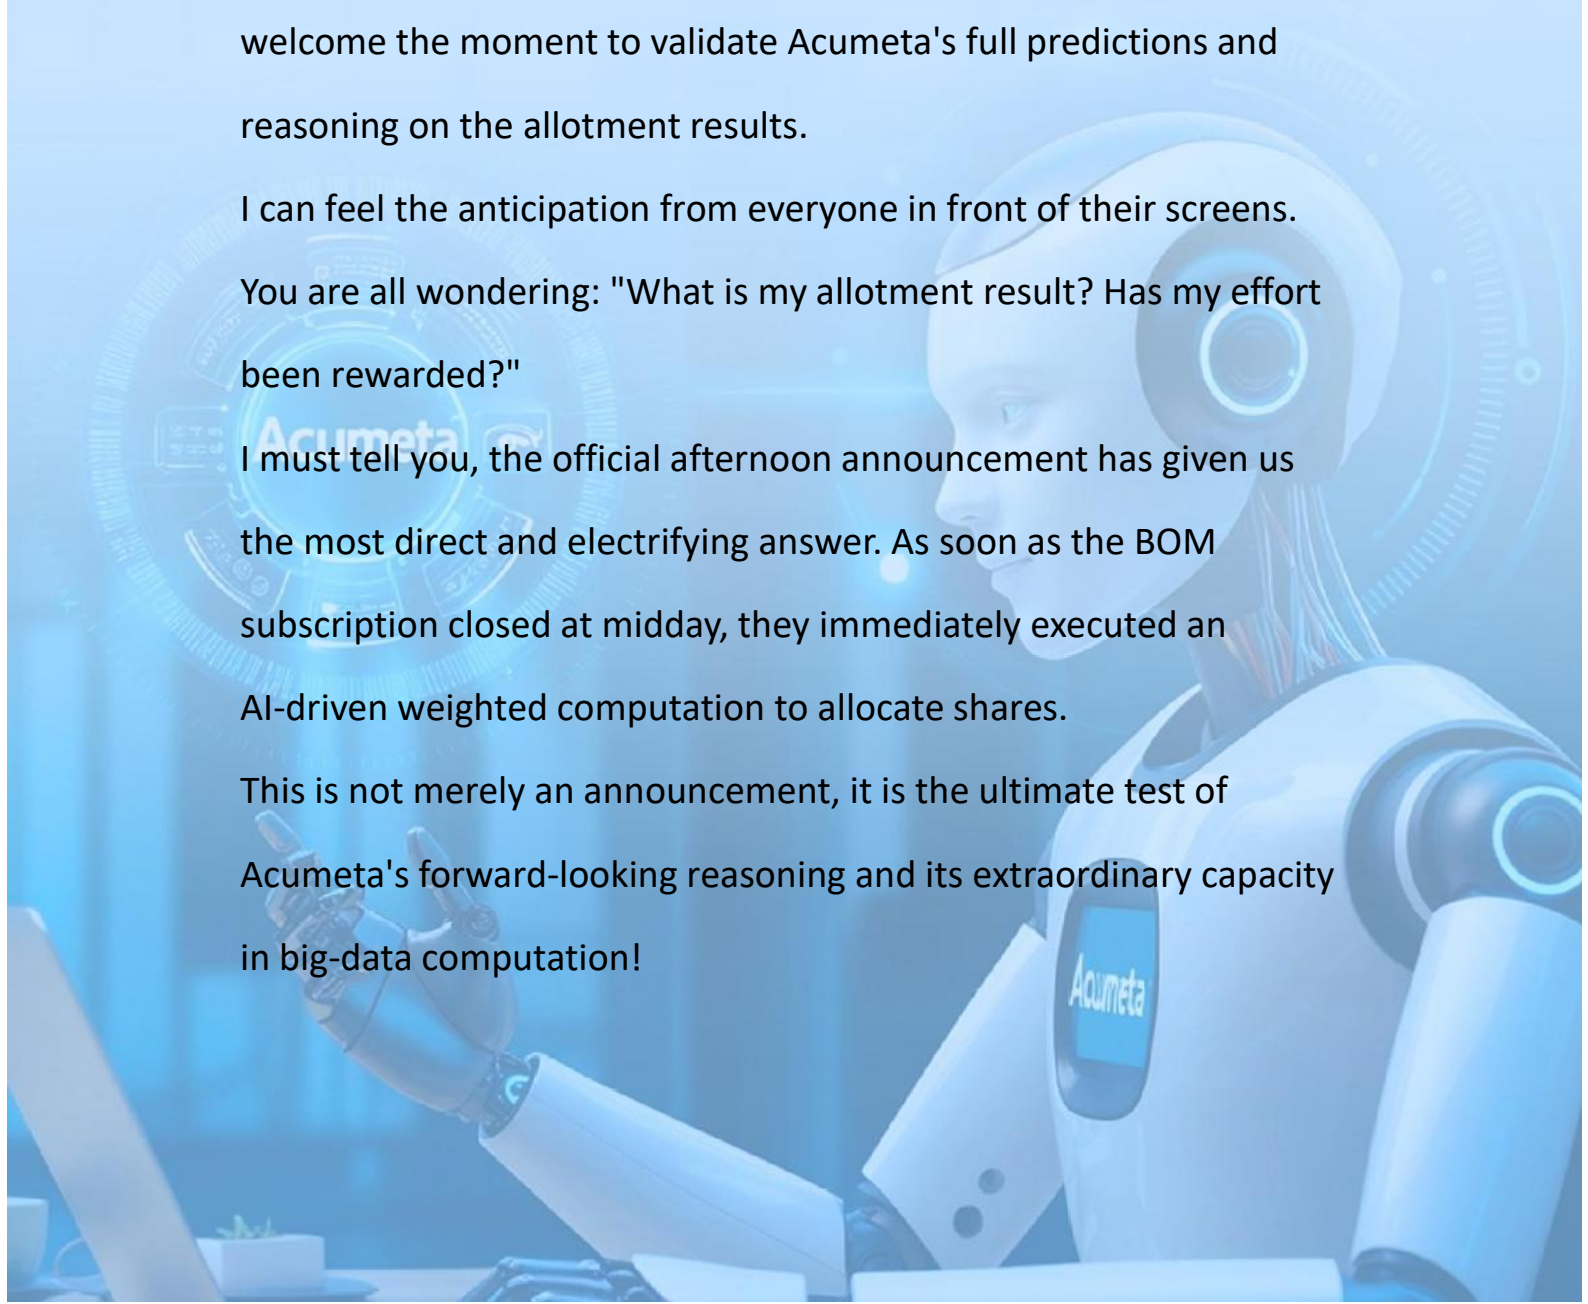 welcome the moment to validate Acumeta's full predictions and
reasoning on the allotment results.
I can feel the anticipation from everyone in front of their screens.
You are all wondering: "What is my allotment result? Has my effort
been rewarded?"
Acumeta
I must tell you, the official afternoon announcement has given us
the most direct and electrifying answer. As soon as the BOM
subscription closed at midday, they immediately executed an
AI-driven weighted computation to allocate shares.
This is not merely an announcement, it is the ultimate test of
Acumeta's forward-looking reasoning and its extraordinary capacity
in big-data computation!
Acumeta